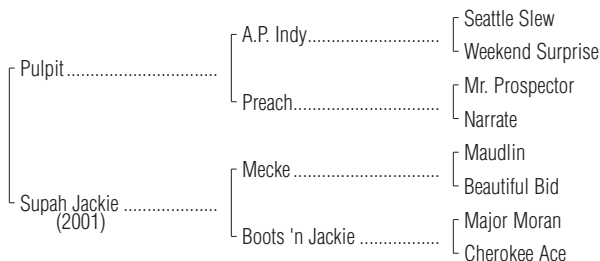 Seattle Slew
A.P. Indy
Weekend Surprise
Pulpit
Mr. Prospector
Preach
Narrate
Maudlin
Mecke
Beautiful Bid
Supah Jackie
(2001)
Major Moran
Boots 'n Jackie
Cherokee Ace